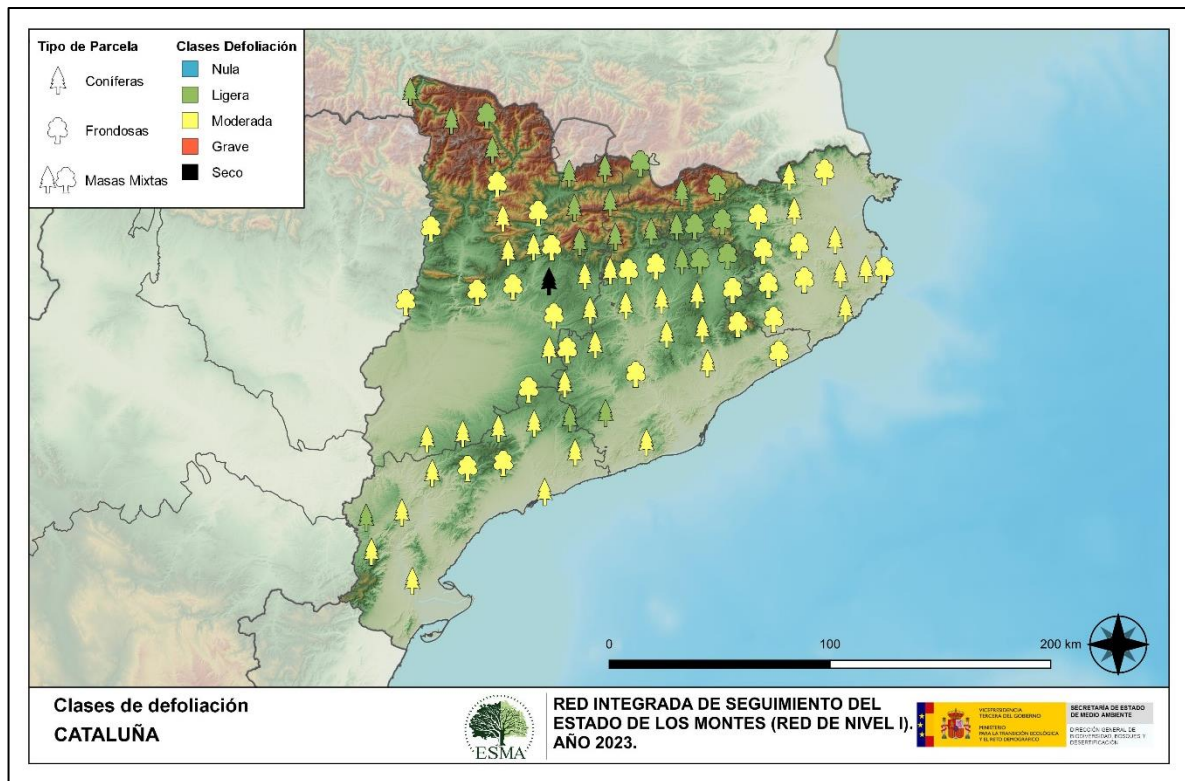 Tipo de Parcela
Coníferas
Frondosas
Masas Mixtas
Clases Defoliación
Nula
Ligera
Moderada
Grave
Seco
0
100
200 km
Clases de defoliación
CATALUÑA
ESMA
RED INTEGRADA DE SEGUIMIENTO DEL
ESTADO DE LOS MONTES (RED DE NIVEL I).
AÑO 2023.
VICEPRESIDENCIA
TERCERA DEL GOBIERNO
MINISTERIO
PARA LA TRANSICIÓN ECOLÓGICA
Y EL RETO DEMOGRÁFICO
SECRETARÍA DE ESTADO
DE MEDIO AMBIENTE
DIRECCIÓN GENERAL DE
BIODIVERSIDAD, BOSQUES Y
DESERTIFICACIÓN